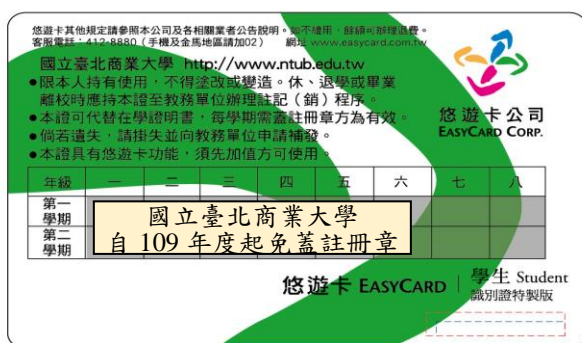 悠遊卡其他規定請參照本公司及各相關業者公告說明。如不續用,餘額可辦理退費。
客服電話:412-8880(手機及金馬地區請加02) 網址 www.easycard.com.tw
國立臺北商業大學 http://www.ntub.edu.tw
●限本人持有使用,不得塗改或變造。休、退學或畢業
離校時應持本證至教務單位辦理註記(銷)程序。
●本證可代替在學證明書,每學期需蓋註冊章方為有效。
●倘若遺失,請掛失並向教務單位申請補發。
●本證具有悠遊卡功能,須先加值方可使用。
悠遊卡公司
EASYCARD CORP.
年級 一 二 三 四 五 六 七 八
第一
學期
第二
學期
國立臺北商業大學
自 109 年度起免蓋註冊章
悠遊卡 EASYCARD
學生 Student
識別證特製版